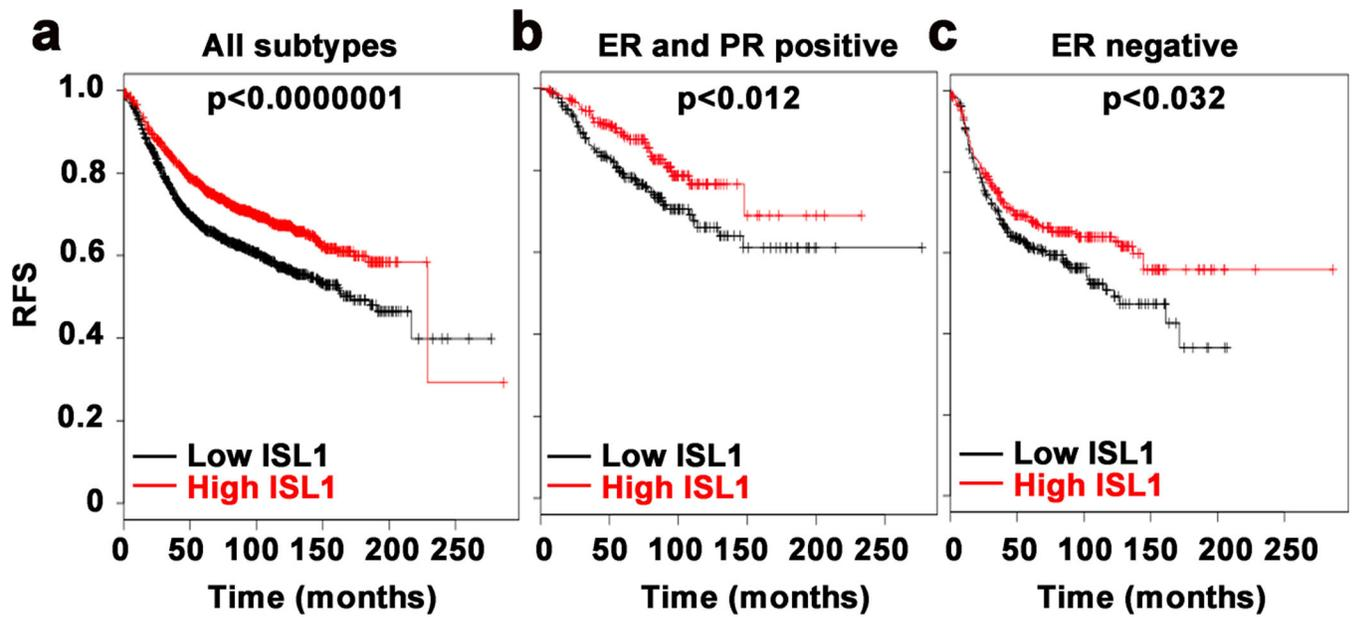 a
All subtypes
p<0.0000001
RFS
1.0
0.8
0.6
0.4
0.2
0
Low ISL1
High ISL1
0 50 100 150 200 250
Time (months)
b
ER and PR positive
p<0.012
Low ISL1
High ISL1
0 50 100 150 200 250
Time (months)
c
ER negative
p<0.032
Low ISL1
High ISL1
0 50 100 150 200 250
Time (months)